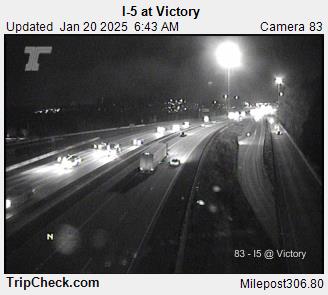 I-5 at Victory
Updated Jan 20 2025 6:43 AM Camera 83
T
N
83 - I5 @ Victory
TripCheck.com Milepost306.80